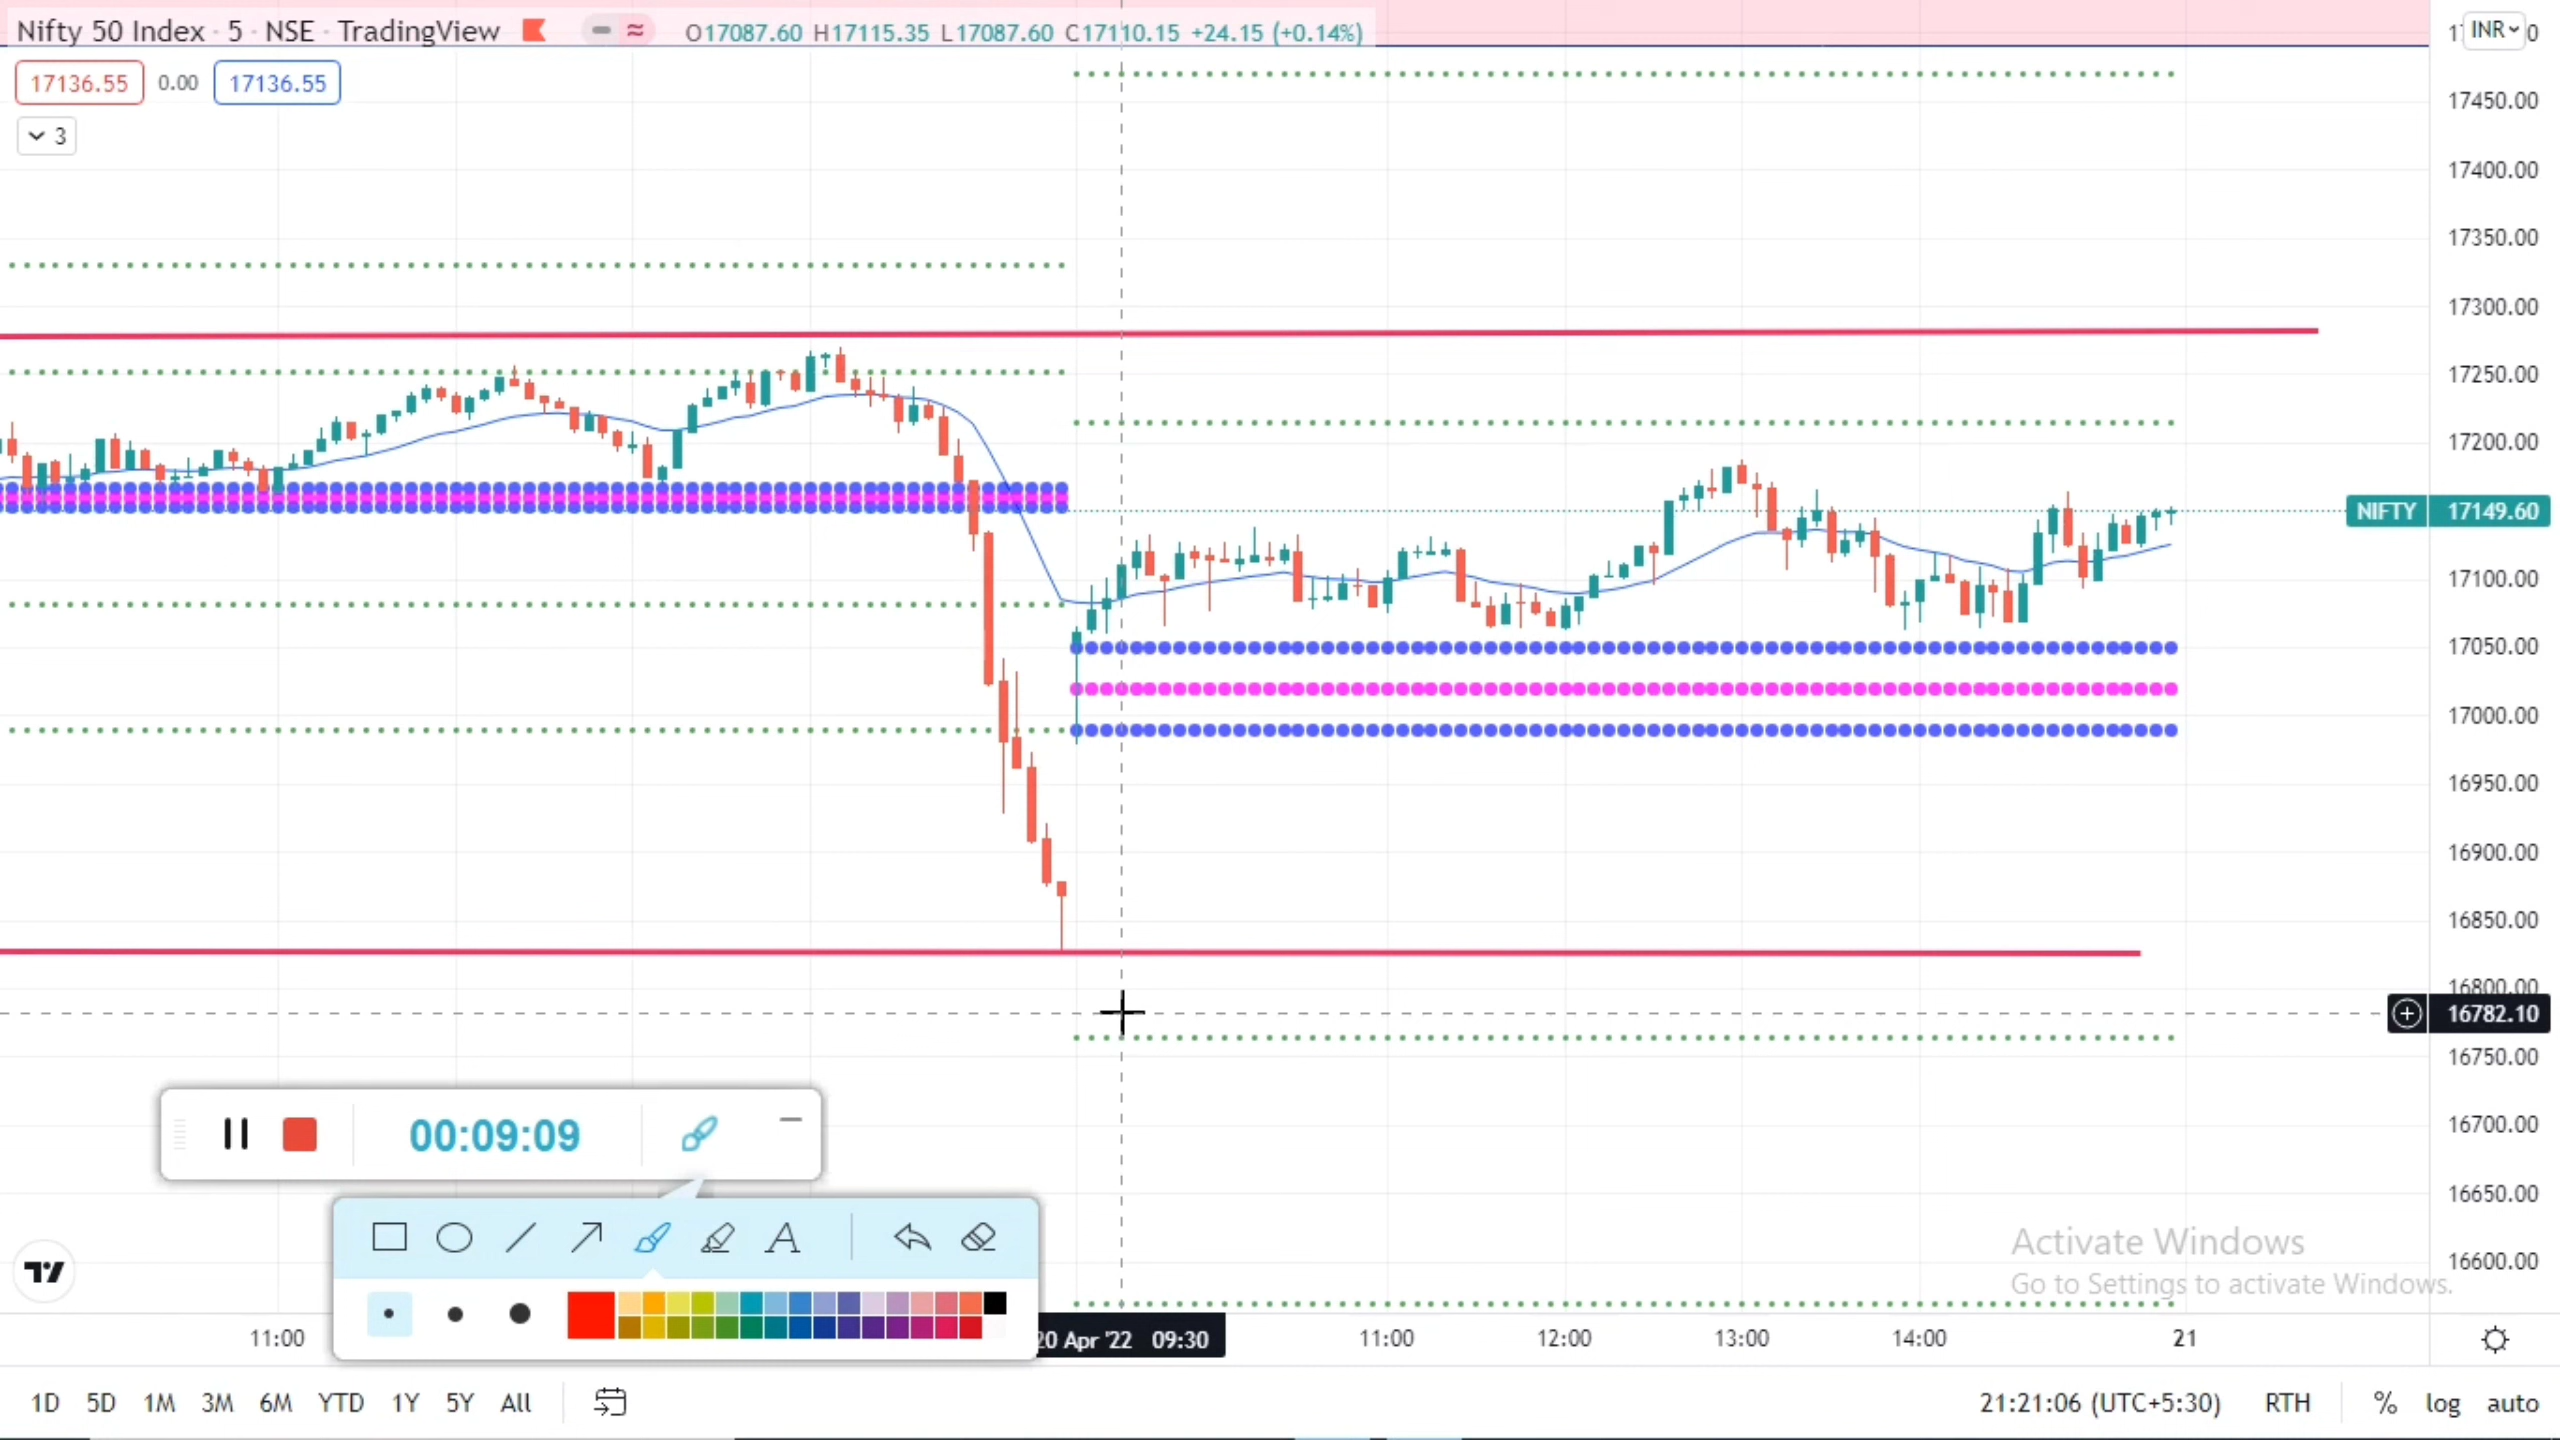 Nifty 50 Index · 5 · NSE · TradingView
O17087.60 H17115.35 L17087.60 C17110.15 +24.15 (+0.14%)
INR
17136.55 0.00 17136.55
3
17450.00
17400.00
17350.00
17300.00
17250.00
17200.00
NIFTY 17149.60
17100.00
17050.00
17000.00
16950.00
16900.00
16850.00
16800.00
16782.10
16750.00
16700.00
16650.00
16600.00
00:09:09
A
Activate Windows
Go to Settings to activate Windows.
11:00 20 Apr '22 09:30 11:00 12:00 13:00 14:00 21
1D 5D 1M 3M 6M YTD 1Y 5Y All
21:21:06 (UTC+5:30) RTH % log auto